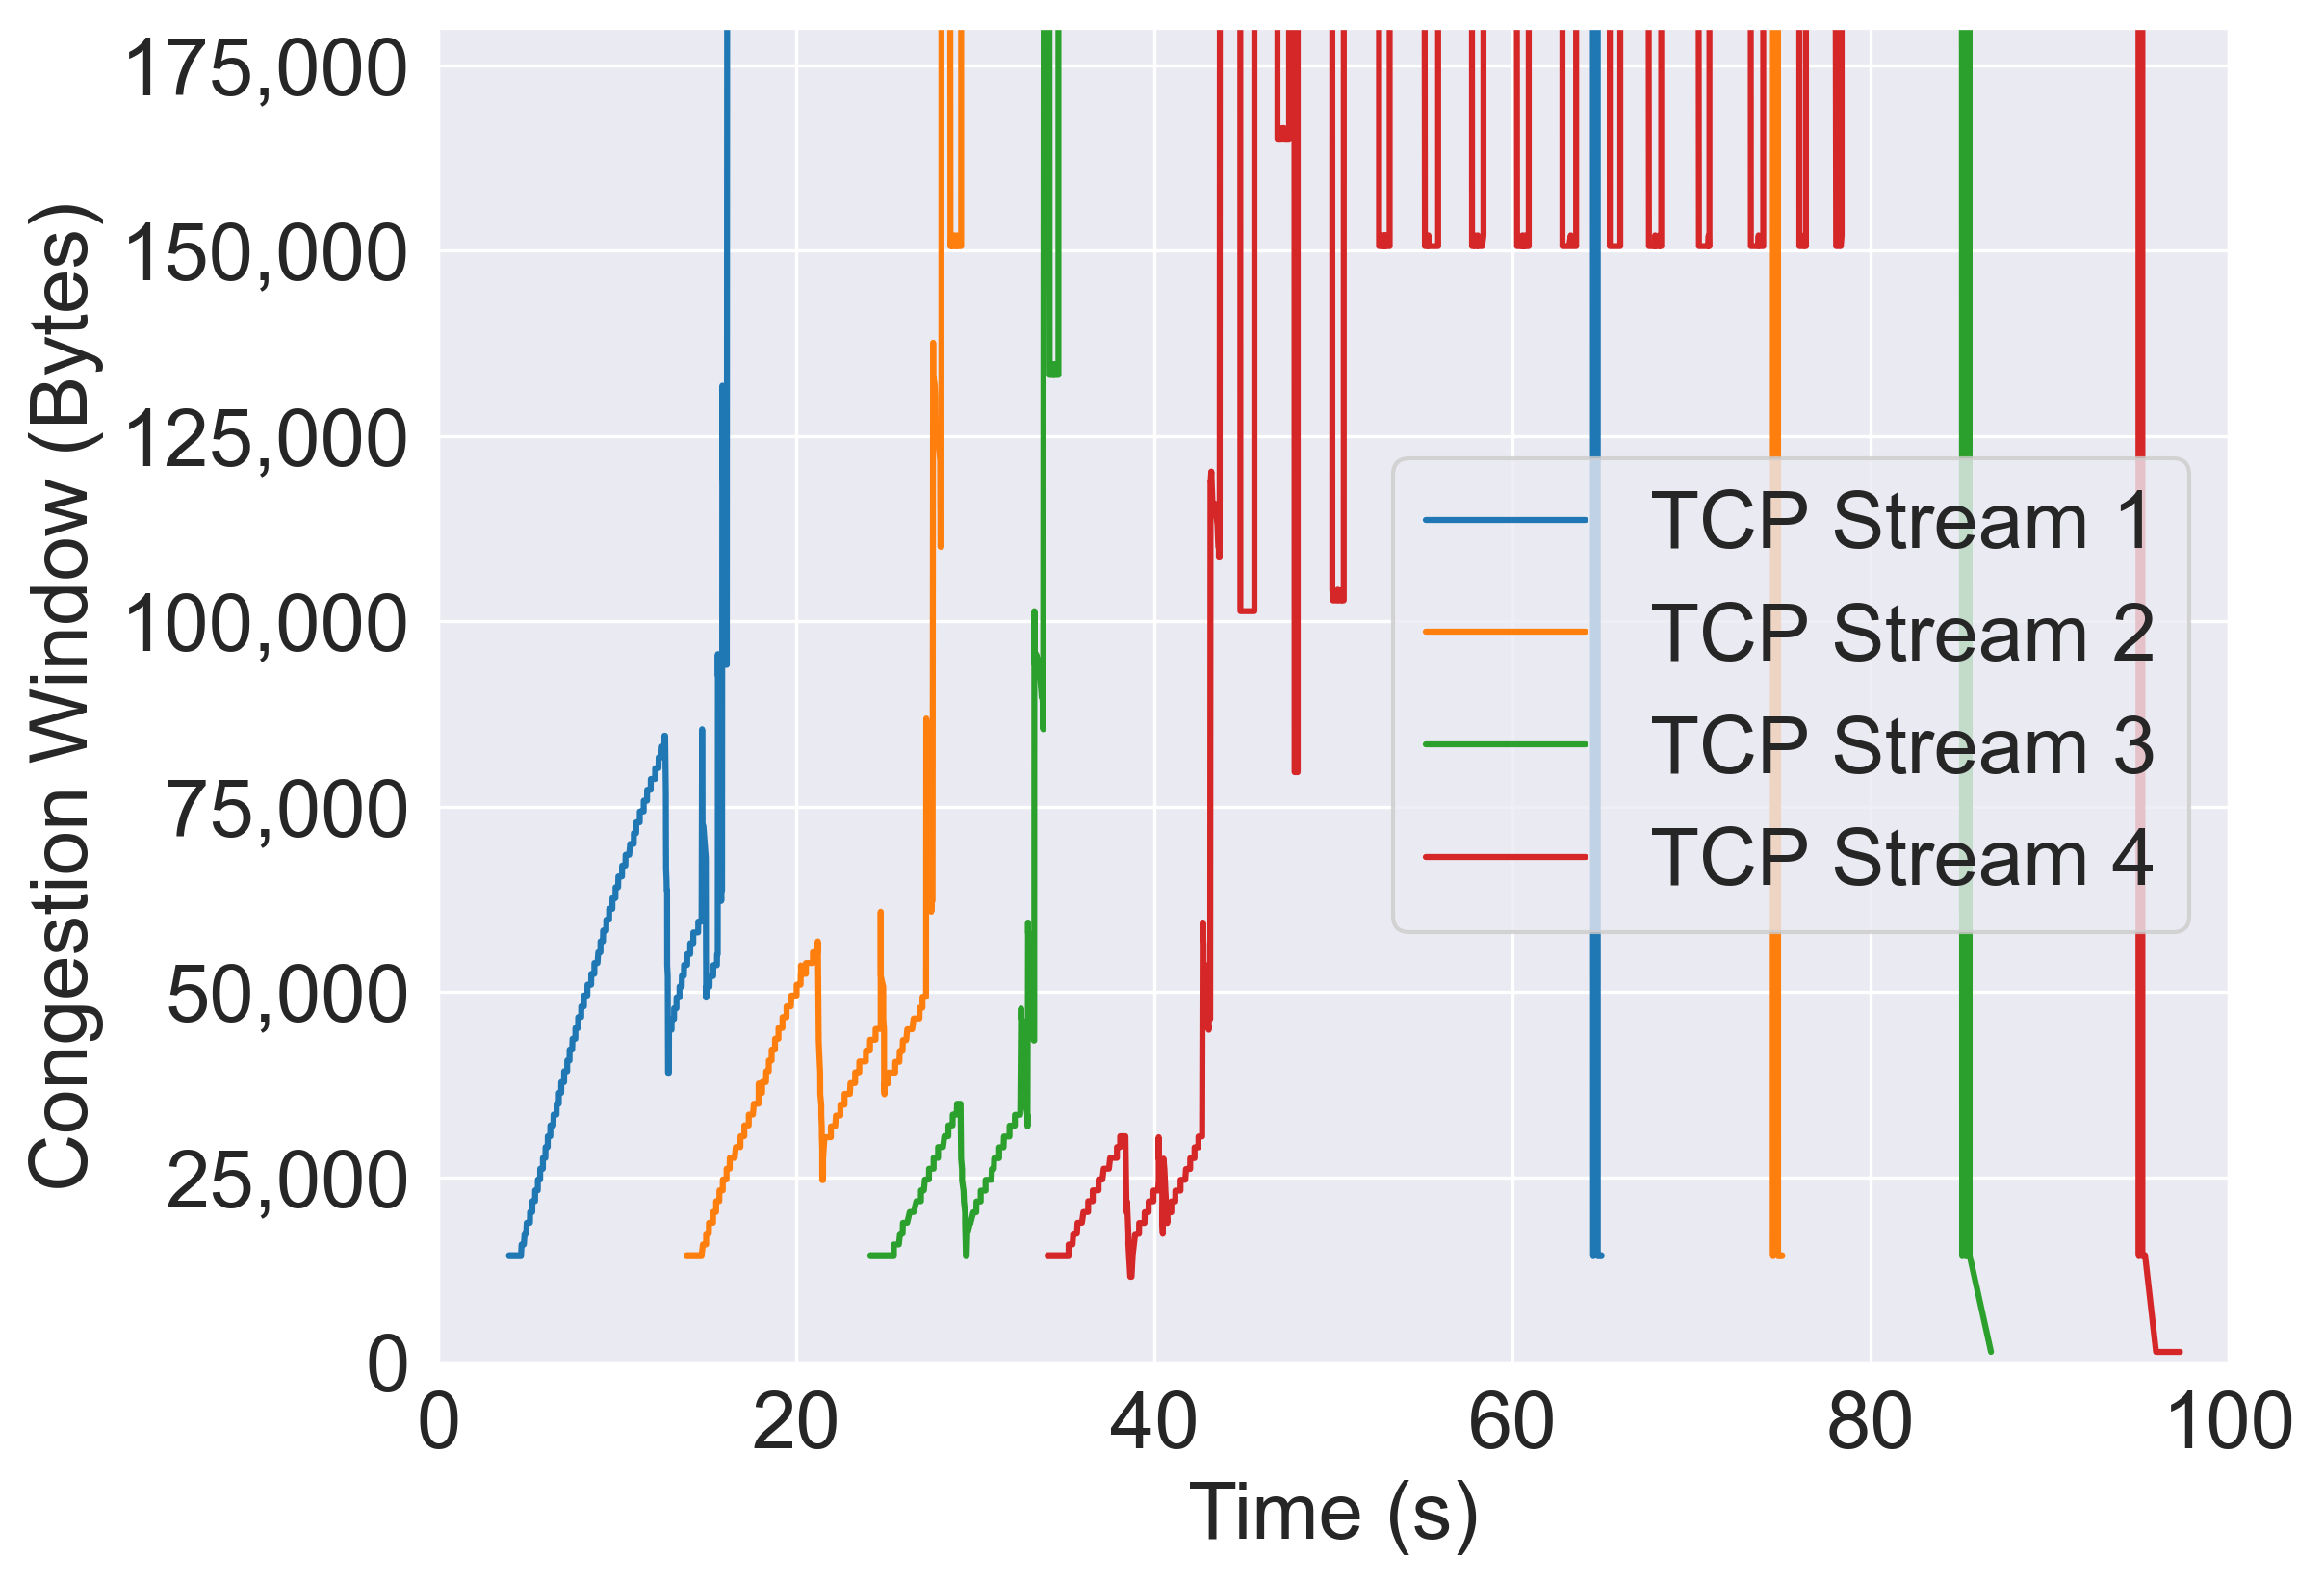 175,000
150,000
125,000
100,000
75,000
50,000
25,000
0
Congestion Window (Bytes)
TCP Stream 1
TCP Stream 2
TCP Stream 3
TCP Stream 4
0 20 40 60 80 100
Time (s)